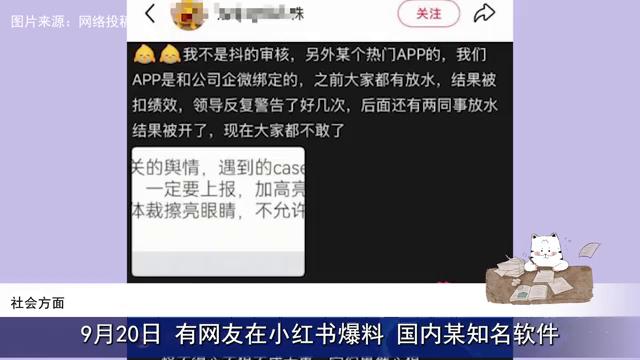 图片来源：网络投稿
珠
关注
我不是抖的审核，另外某个热门APP的，我们
APP是和公司企微绑定的，之前大家都有放水，结果被
扣绩效，领导反复警告了好几次，后面还有两同事放水
结果被开了，现在大家都不敢了
关的舆情，遇到的case
一定要上报，加高亮
体裁擦亮眼睛，不允许
社会方面
9月20日 有网友在小红书爆料 国内某知名软件